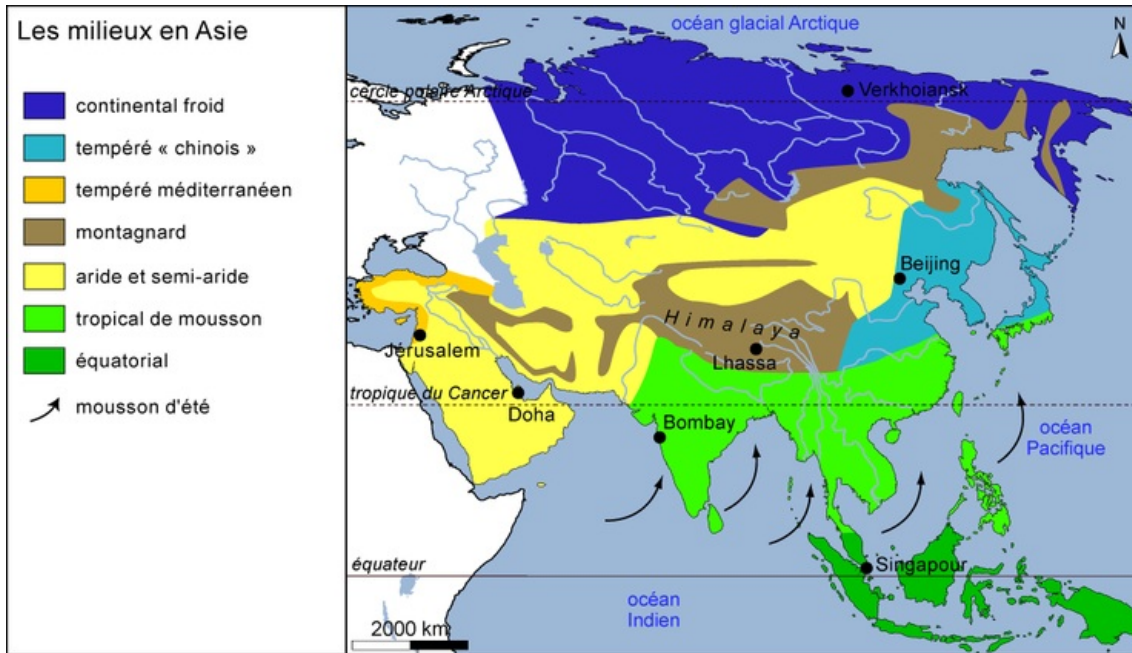 Les milieux en Asie
continental froid
tempéré « chinois »
tempéré méditerranéen
montagnard
aride et semi-aride
tropical de mousson
équatorial
mousson d'été
océan glacial Arctique
N
cercle polaire Arctique
Verkhoiansk
Beijing
Himalaya
Lhassa
Jérusalem
tropique du Cancer
Doha
Bombay
océan
Pacifique
équateur
Singapour
océan
Indien
2000 km